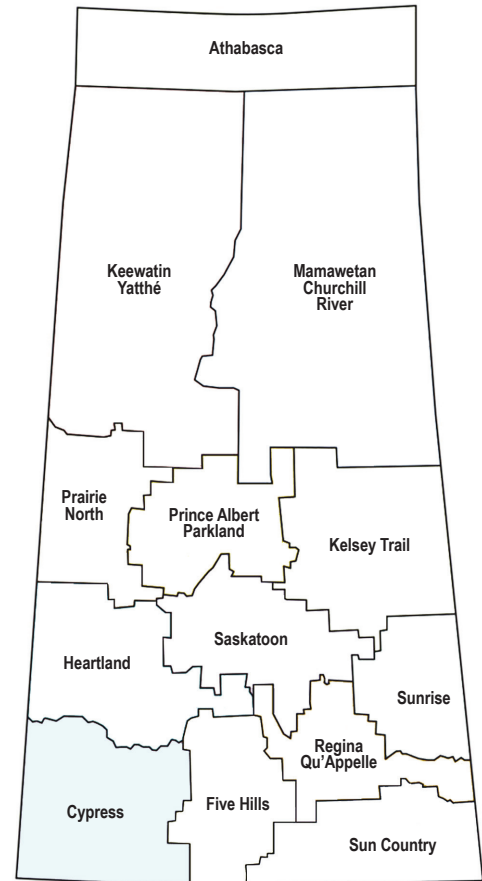 Athabasca
Keewatin
Yatthé
Mamawetan
Churchill
River
Prairie
North
Prince Albert
Parkland
Kelsey Trail
Saskatoon
Heartland
Sunrise
Regina
Qu'Appelle
Cypress
Five Hills
Sun Country